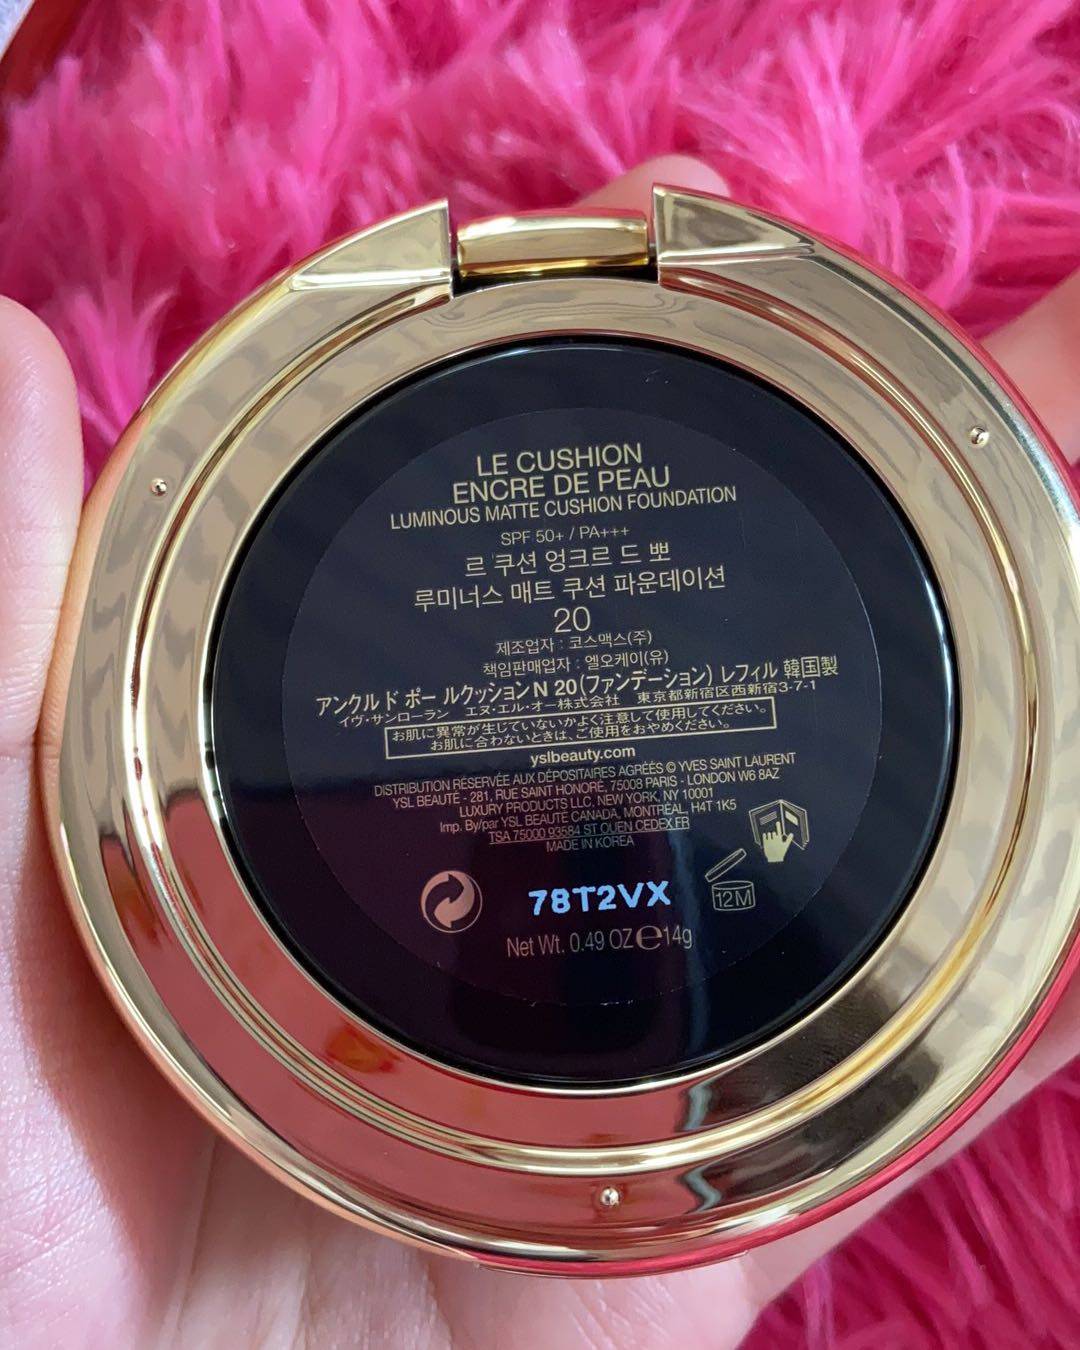 LE CUSHION
ENCRE DE PEAU
LUMINOUS MATTE CUSHION FOUNDATION
SPF 50+ / PA+++
르 쿠션 엉크르 드 뽀
루미너스 매트 쿠션 파운데이션
20
제조업자 : 코스맥스(주)
책임판매업자 : 엘오케이(유)
アンクル ド ポー ルクッション N 20(ファンデーション) レフィル 韓国製
イヴ・サンローラン エヌ・エル・オー株式会社 東京都新宿区西新宿3-7-1
お肌に異常が生じていないかよく注意して使用してください。
お肌に合わないときは、ご使用をおやめください。
yslbeauty.com
DISTRIBUTION RÉSERVÉE AUX DÉPOSITAIRES AGRÉÉS © YVES SAINT LAURENT
YSL BEAUTÉ - 281, RUE SAINT HONORÉ, 75008 PARIS - LONDON W6 8AZ
LUXURY PRODUCTS LLC, NEW YORK, NY 10001
Imp. By/par YSL BEAUTÉ CANADA, MONTRÉAL, H4T 1K5
TSA 75000 93584 ST OUEN CEDEX FR
MADE IN KOREA
12M
78T2VX
Net Wt. 0.49 OZ ℮ 14g